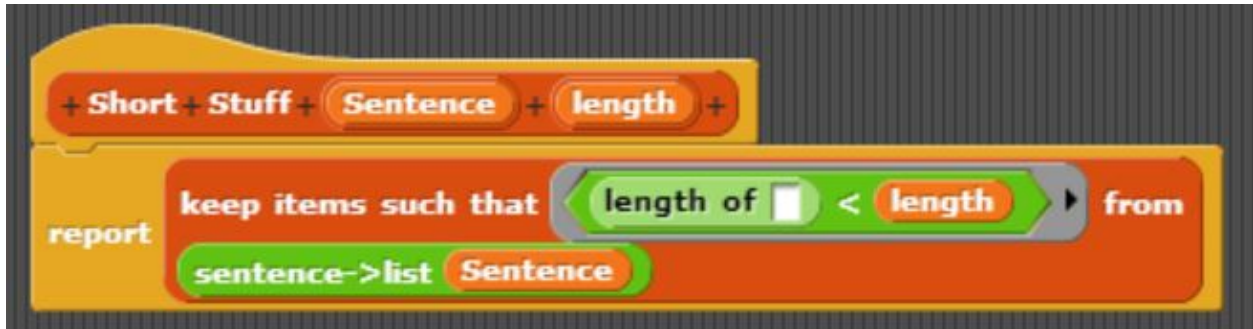 + Short + Stuff + Sentence + length +
keep items such that length of < length from
report
sentence->list Sentence